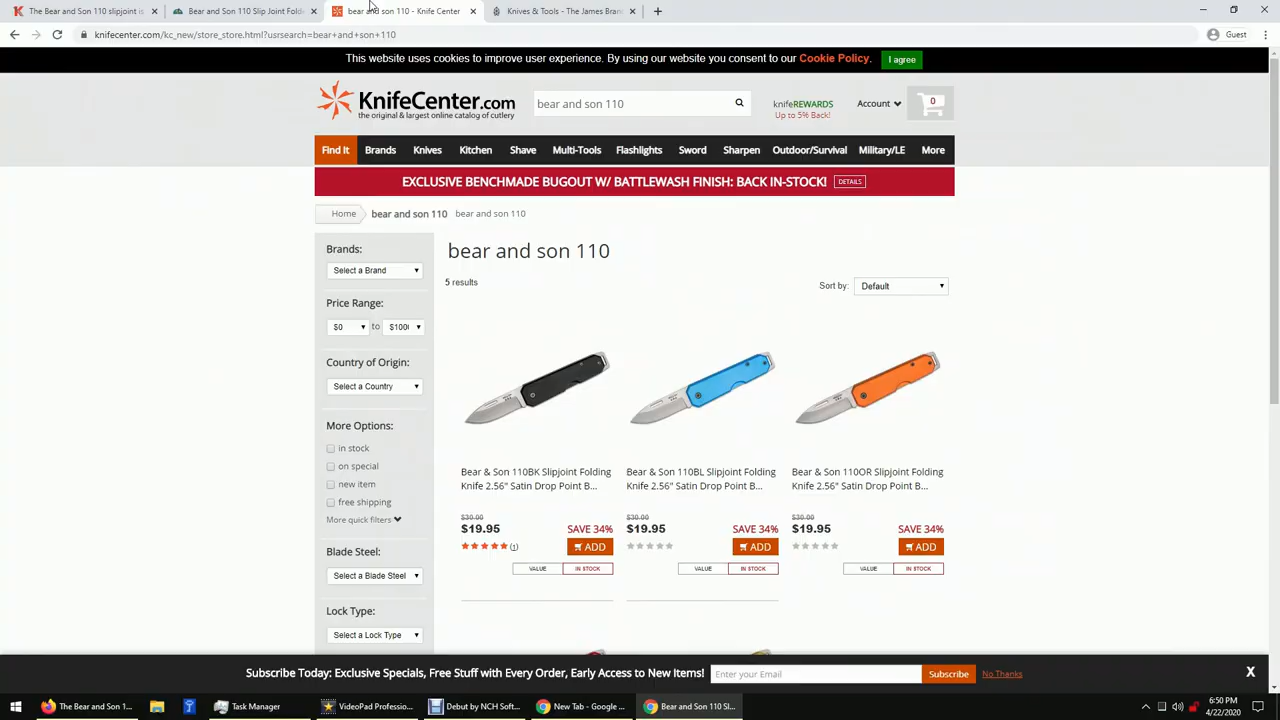 The Bear and Son 110 slipjoint is
Bear and Son 110 Slip Joint Folde
bear and son 110 - Knife Center
Knives & Tools - The James Bran
knifecenter.com/kc_new/store_store.html?usrsearch=bear+and+son+110
Guest
This website uses cookies to improve user experience. By using our website you consent to our Cookie Policy.
I agree
KnifeCenter.com
the original & largest online catalog of cutlery
bear and son 110
knifeREWARDS
Up to 5% Back!
Account
0
Find It Brands Knives Kitchen Shave Multi-Tools Flashlights Sword Sharpen Outdoor/Survival Military/LE More
EXCLUSIVE BENCHMADE BUGOUT W/ BATTLEWASH FINISH: BACK IN-STOCK! DETAILS
Home bear and son 110 bear and son 110
Brands:
Select a Brand
Price Range:
$0 to $100
Country of Origin:
Select a Country
More Options:
in stock
on special
new item
free shipping
More quick filters
Blade Steel:
Select a Blade Steel
Lock Type:
Select a Lock Type
bear and son 110
5 results
Sort by: Default
Bear & Son 110BK Slipjoint Folding
Knife 2.56" Satin Drop Point B...
$19.95 SAVE 34%
(1) ADD
VALUE IN STOCK
Bear & Son 110BL Slipjoint Folding
Knife 2.56" Satin Drop Point B...
$19.95 SAVE 34%
ADD
VALUE IN STOCK
Bear & Son 110OR Slipjoint Folding
Knife 2.56" Satin Drop Point B...
$19.95 SAVE 34%
ADD
VALUE IN STOCK
Subscribe Today: Exclusive Specials, Free Stuff with Every Order, Early Access to New Items!
Enter your Email
Subscribe
No Thanks
X
The Bear and Son 1...
Task Manager
VideoPad Professio...
Debut by NCH Soft...
New Tab - Google ...
Bear and Son 110 Sl...
6:50 PM
4/22/2020